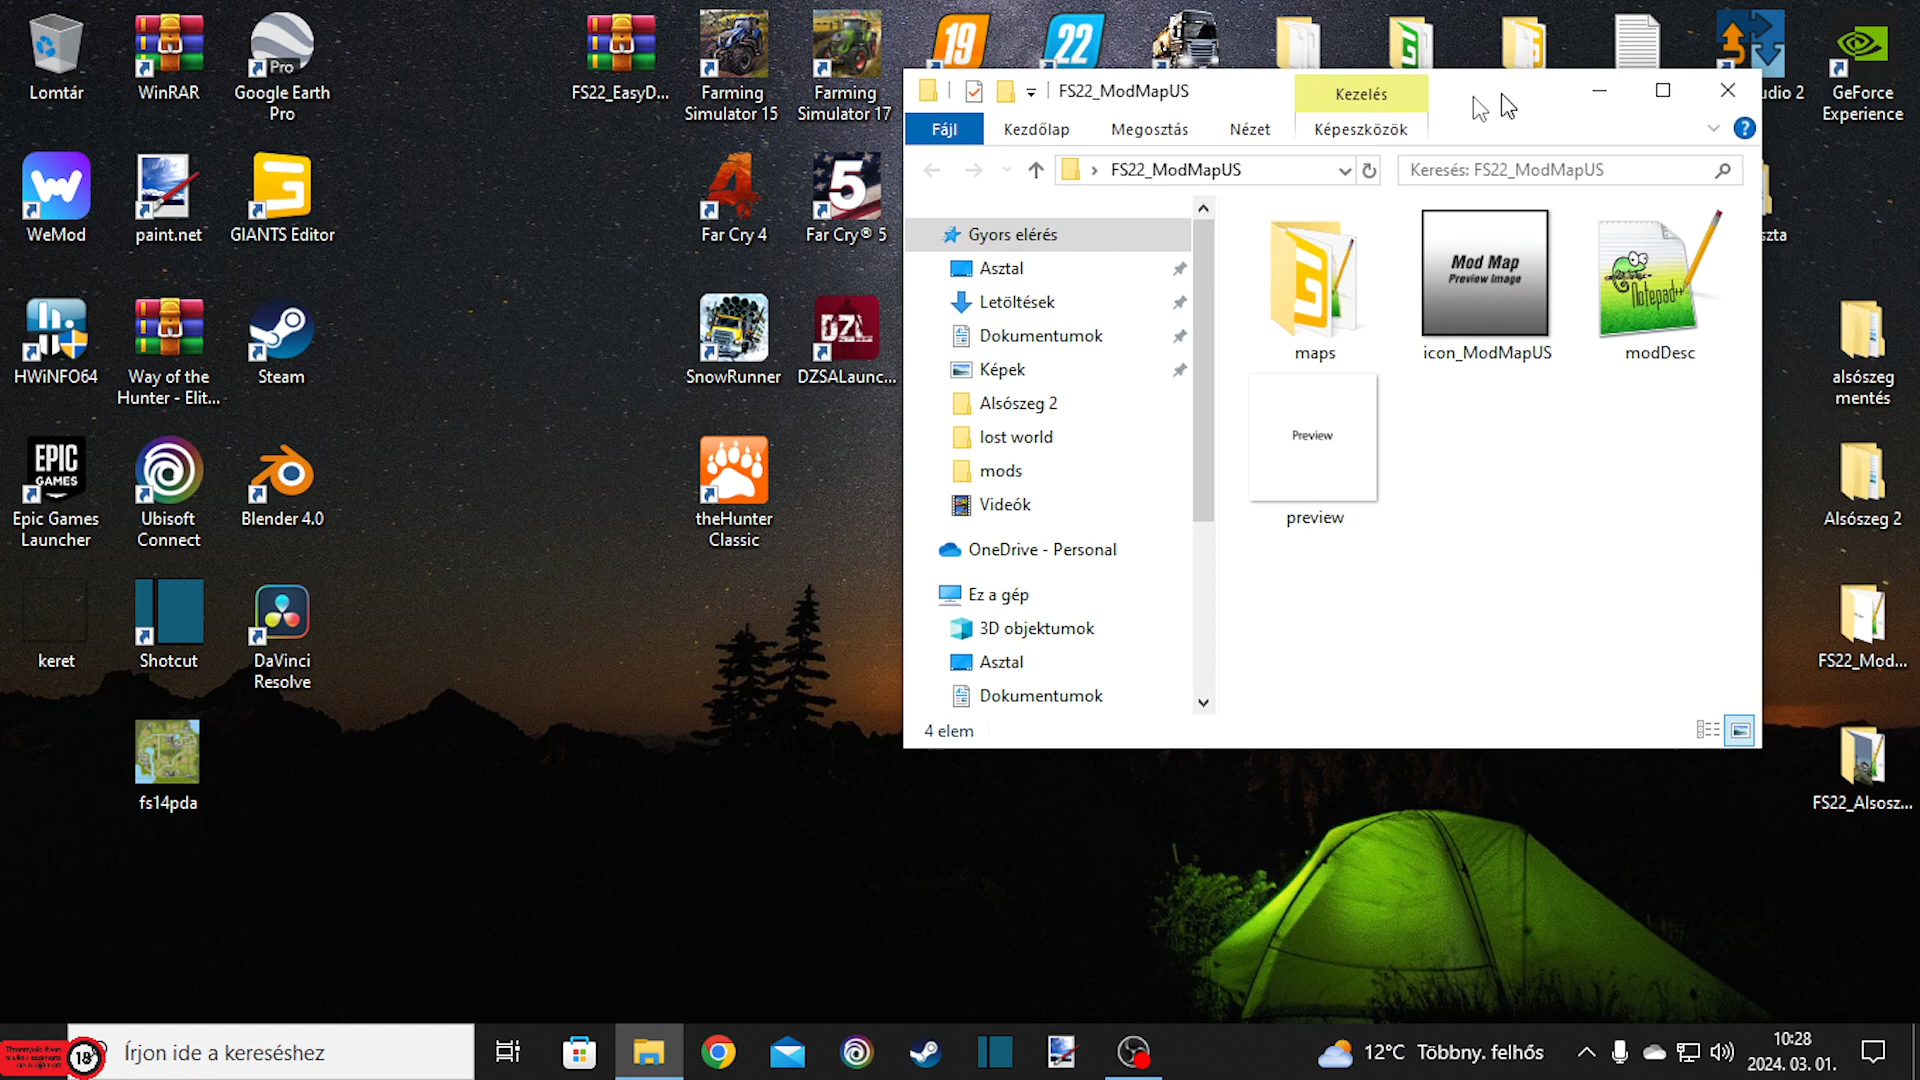 Lomtár
WinRAR
Pro
Google Earth
Pro
FS22_EasyD...
Farming
Simulator 15
Farming
Simulator 17
19
22
udio 2
GeForce
Experience
WeMod
paint.net
GIANTS Editor
4
Far Cry 4
5
Far Cry® 5
szta
HWiNFO64
Way of the
Hunter - Elit...
Steam
SnowRunner
DZL
DZSALaunc...
alsószeg
mentés
EPIC
GAMES
Epic Games
Launcher
Ubisoft
Connect
Blender 4.0
theHunter
Classic
Alsószeg 2
keret
Shotcut
DaVinci
Resolve
FS22_Mod...
fs14pda
FS22_Alsosz...
FS22_ModMapUS
Kezelés
Fájl
Kezdőlap
Megosztás
Nézet
Képeszközök
FS22_ModMapUS
Keresés: FS22_ModMapUS
Gyors elérés
Asztal
Letöltések
Dokumentumok
Képek
Alsószeg 2
lost world
mods
Videók
OneDrive - Personal
Ez a gép
3D objektumok
Asztal
Dokumentumok
maps
Mod Map
Preview Image
icon_ModMapUS
Notepad++
modDesc
Preview
preview
4 elem
18
Írjon ide a kereséshez
12°C Többny. felhős
10:28
2024. 03. 01.